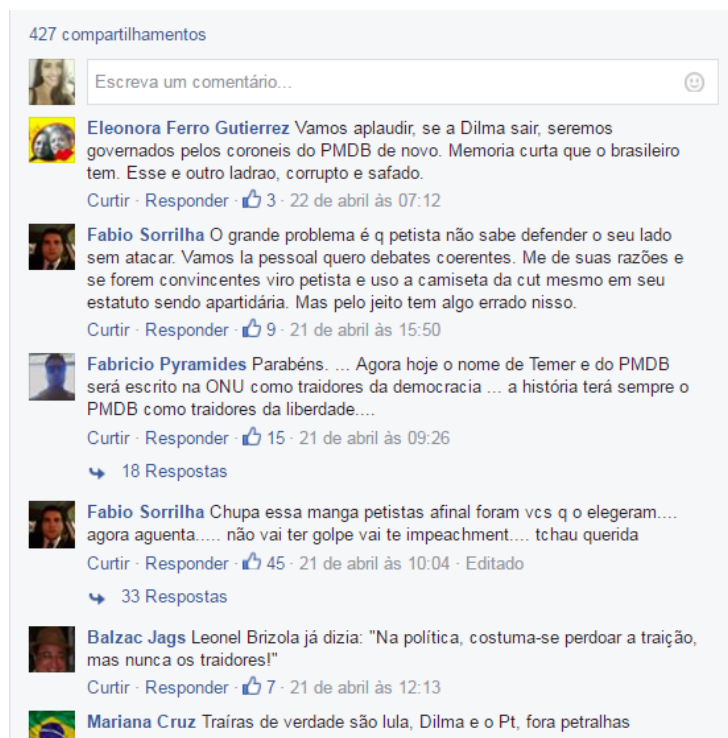 427 compartilhamentos
Escreva um comentário...
Eleonora Ferro Gutierrez Vamos aplaudir, se a Dilma sair, seremos
governados pelos coroneis do PMDB de novo. Memoria curta que o brasileiro
tem. Esse e outro ladrao, corrupto e safado.
Curtir · Responder · 3 · 22 de abril às 07:12
Fabio Sorrilha O grande problema é q petista não sabe defender o seu lado
sem atacar. Vamos la pessoal quero debates coerentes. Me de suas razões e
se forem convincentes viro petista e uso a camiseta da cut mesmo em seu
estatuto sendo apartidária. Mas pelo jeito tem algo errado nisso.
Curtir · Responder · 9 · 21 de abril às 15:50
Fabricio Pyramides Parabéns. ... Agora hoje o nome de Temer e do PMDB
será escrito na ONU como traidores da democracia ... a história terá sempre o
PMDB como traidores da liberdade....
Curtir · Responder · 15 · 21 de abril às 09:26
18 Respostas
Fabio Sorrilha Chupa essa manga petistas afinal foram vcs q o elegeram....
agora aguenta..... não vai ter golpe vai te impeachment.... tchau querida
Curtir · Responder · 45 · 21 de abril às 10:04 · Editado
33 Respostas
Balzac Jags Leonel Brizola já dizia: "Na política, costuma-se perdoar a traição,
mas nunca os traidores!"
Curtir · Responder · 7 · 21 de abril às 12:13
Mariana Cruz Traíras de verdade são lula, Dilma e o Pt, fora petralhas